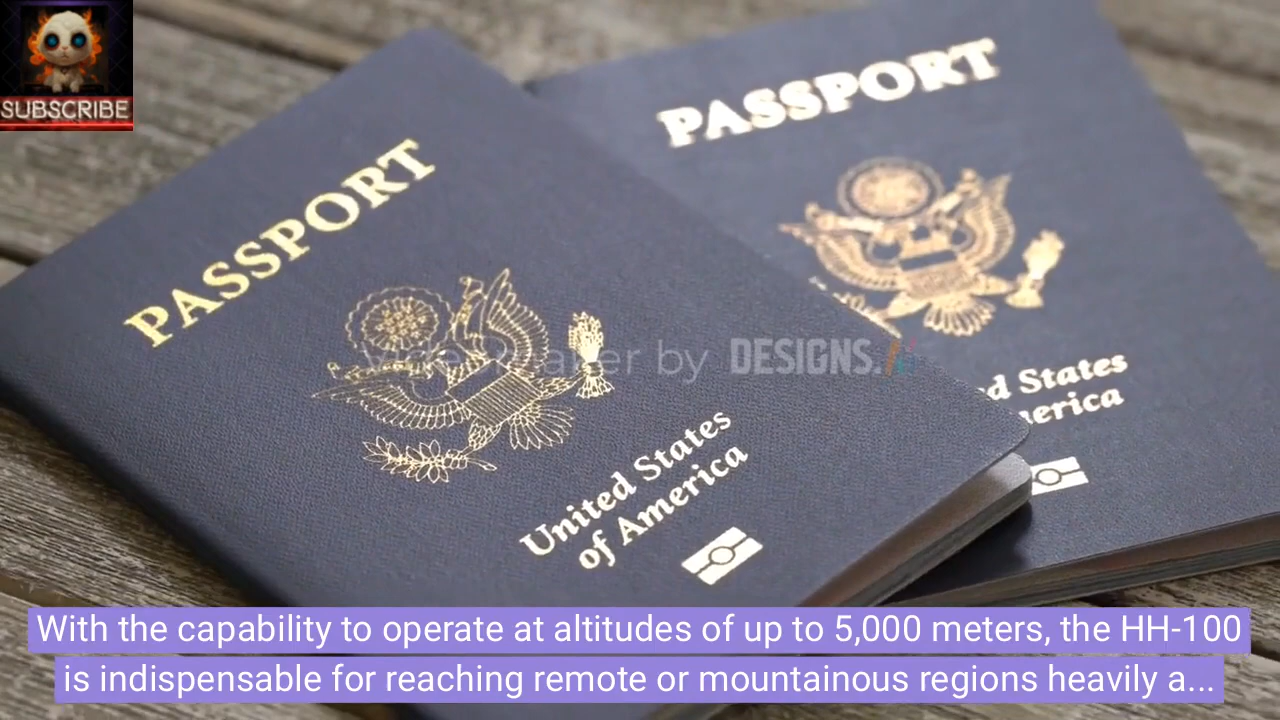 SUBSCRIBE
PASSPORT
United States
of America
PASSPORT
d States
erica
by DESIGNS.
With the capability to operate at altitudes of up to 5,000 meters, the HH-100
is indispensable for reaching remote or mountainous regions heavily a...